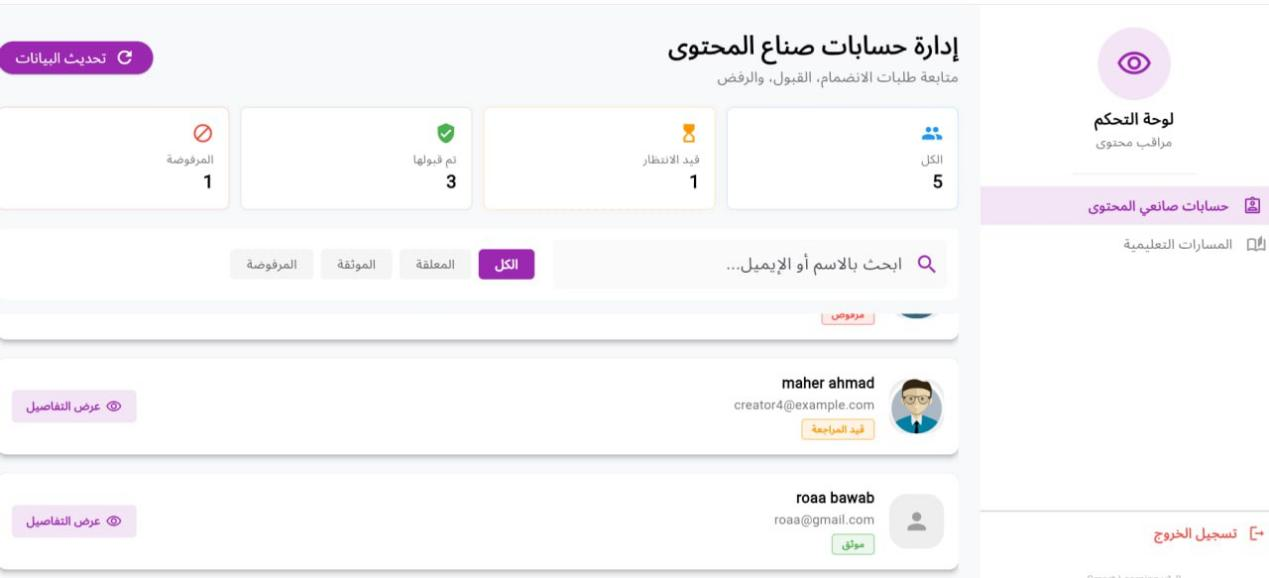 إدارة حسابات صناع المحتوى
متابعة طلبات الانضمام، القبول، والرفض
تحديث البيانات
لوحة التحكم
مراقب محتوى
حسابات صانعي المحتوى
المسارات التعليمية
تسجيل الخروج
الكل
5
قيد الانتظار
1
تم قبولها
3
المرفوضة
1
ابحث بالاسم أو الإيميل...
الكل
المعلقة
الموثقة
المرفوضة
مرفوض
maher ahmad
creator4@example.com
قيد المراجعة
عرض التفاصيل
roaa bawab
roaa@gmail.com
موثق
عرض التفاصيل